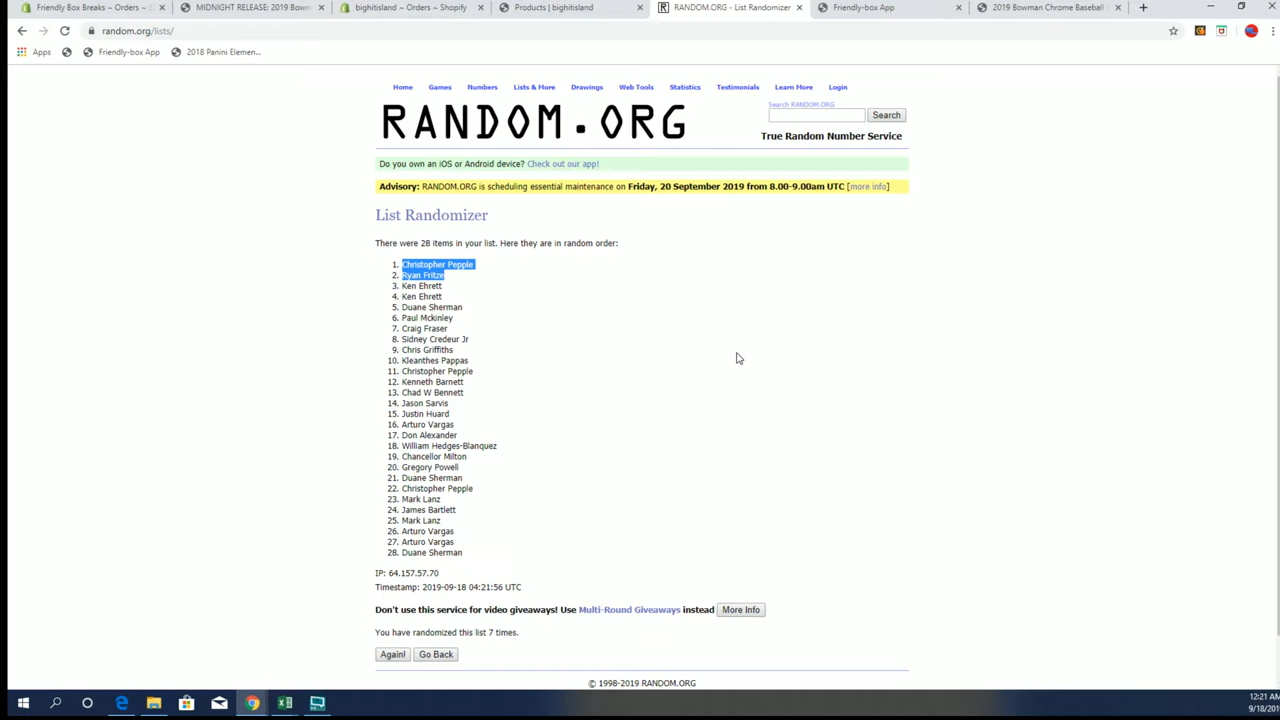 Friendly Box Breaks ~ Orders ~ S
MIDNIGHT RELEASE: 2019 Bowm
bighitisland ~ Orders ~ Shopify
Products | bighitisland
RANDOM.ORG - List Randomizer
Friendly-box App
2019 Bowman Chrome Baseball
random.org/lists/
Apps
Friendly-box App
2018 Panini Elemen...
Home Games Numbers Lists & More Drawings Web Tools Statistics Testimonials Learn More Login
RANDOM.ORG
Search RANDOM.ORG
Search
True Random Number Service
Do you own an iOS or Android device? Check out our app!
Advisory: RANDOM.ORG is scheduling essential maintenance on Friday, 20 September 2019 from 8.00-9.00am UTC [more info]
List Randomizer
There were 28 items in your list. Here they are in random order:
1. Christopher Pepple
2. Ryan Fritze
3. Ken Ehrett
4. Ken Ehrett
5. Duane Sherman
6. Paul Mckinley
7. Craig Fraser
8. Sidney Credeur Jr
9. Chris Griffiths
10. Kleanthes Pappas
11. Christopher Pepple
12. Kenneth Barnett
13. Chad W Bennett
14. Jason Sarvis
15. Justin Huard
16. Arturo Vargas
17. Don Alexander
18. William Hedges-Blanquez
19. Chancellor Milton
20. Gregory Powell
21. Duane Sherman
22. Christopher Pepple
23. Mark Lanz
24. James Bartlett
25. Mark Lanz
26. Arturo Vargas
27. Arturo Vargas
28. Duane Sherman
IP: 64.157.57.70
Timestamp: 2019-09-18 04:21:56 UTC
Don't use this service for video giveaways! Use Multi-Round Giveaways instead More Info
You have randomized this list 7 times.
Again! Go Back
© 1998-2019 RANDOM.ORG
12:21 AM
9/18/201